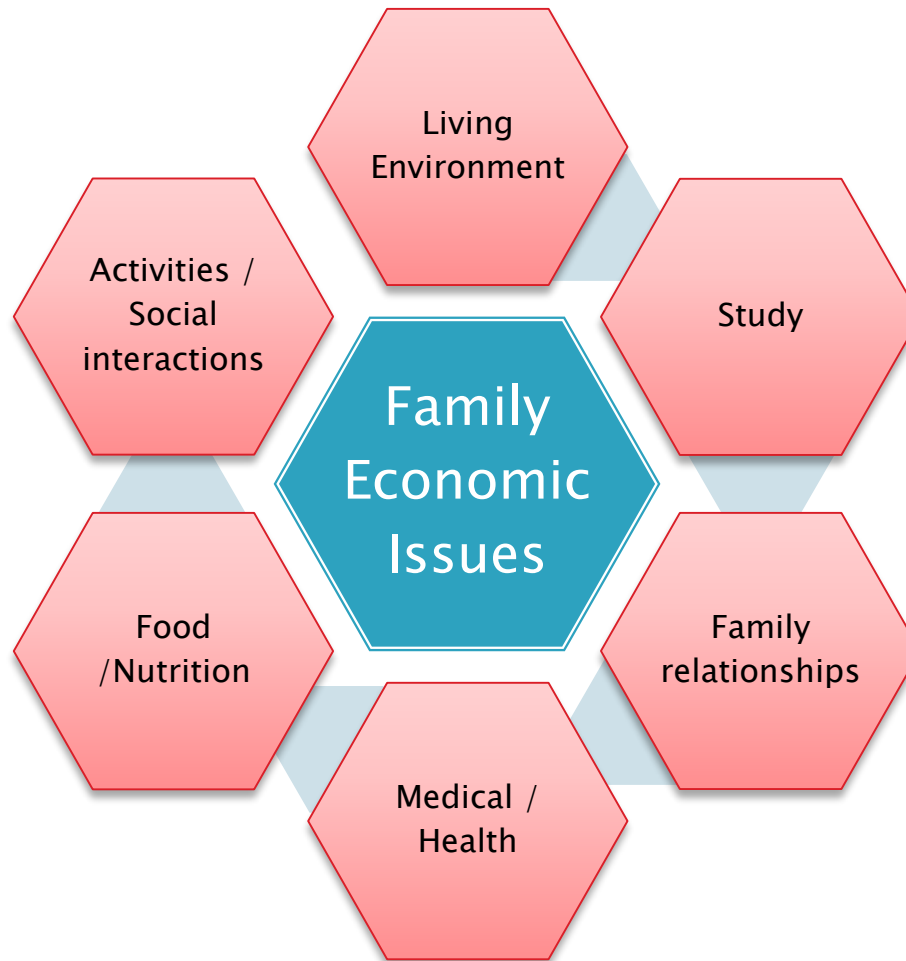 Living
Environment
Activities /
Social
interactions
Study
Family
Economic
Issues
Food
/Nutrition
Family
relationships
Medical /
Health